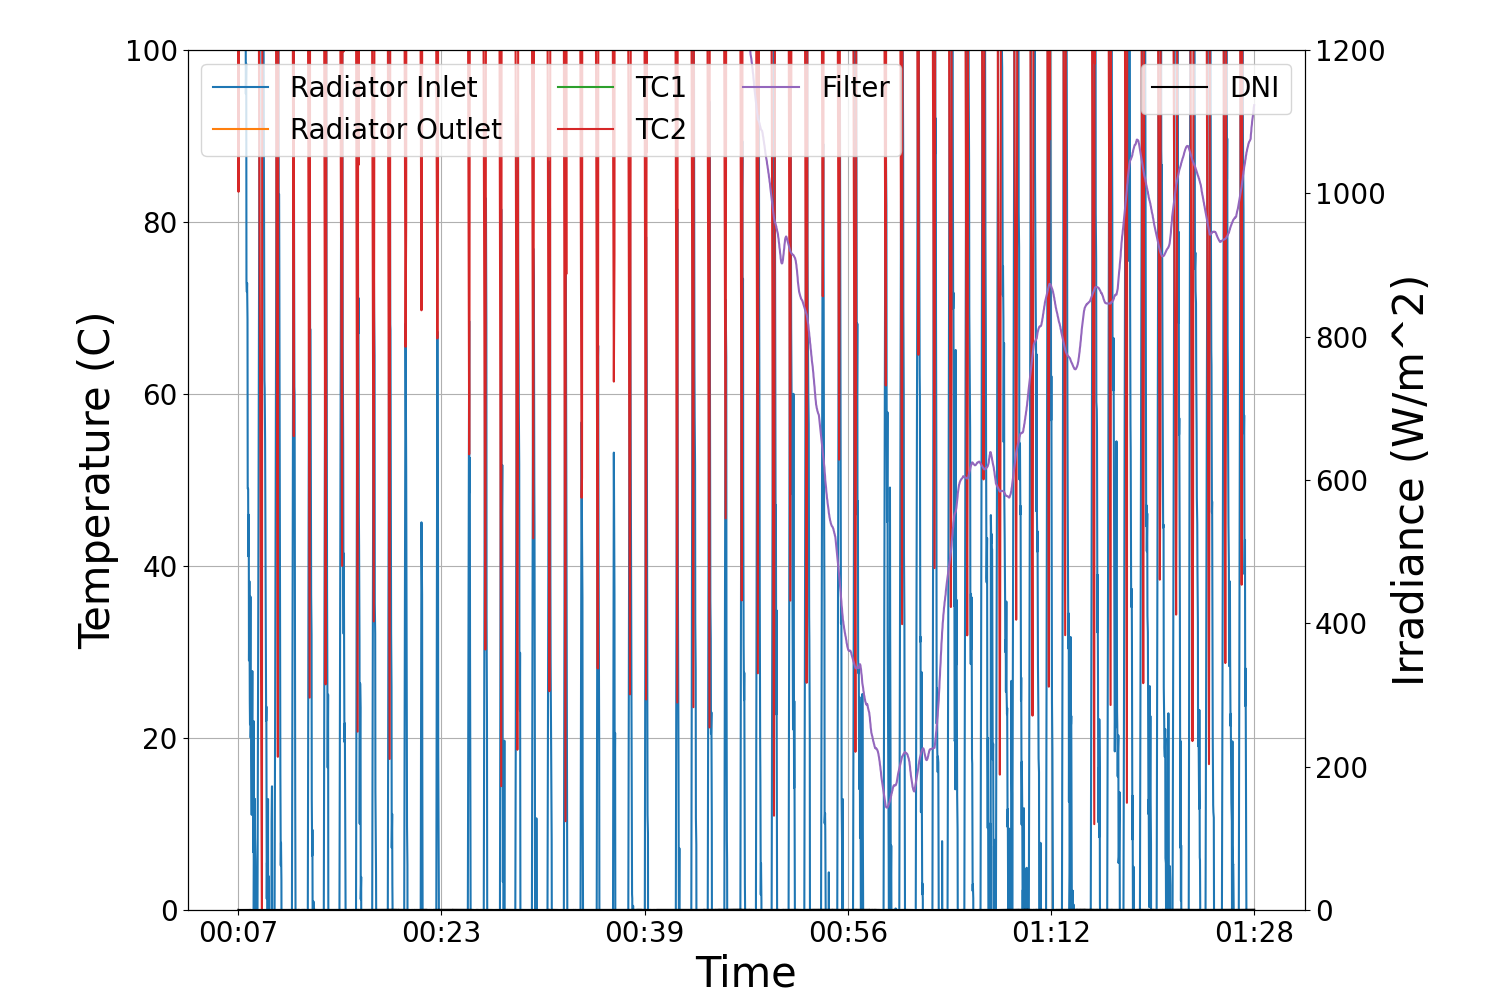 100
80
60
40
20
0
Temperature (C)
Radiator Inlet
Radiator Outlet
TC1
TC2
Filter
DNI
1200
1000
800
600
400
200
0
Irradiance (W/m^2)
00:07 00:23 00:39 00:56 01:12 01:28
Time